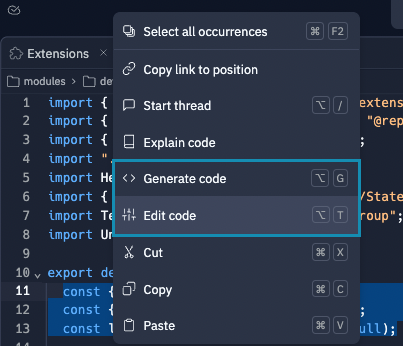 Select all occurrences ⌘ F2
Extensions ×
Copy link to position
modules > de
Start thread ⌥ /
Explain code
Generate code ⌥ G
Edit code ⌥ T
Cut ⌘ X
Copy ⌘ C
Paste ⌘ V
1 import { extens
2 import { "@rep
3 import { ;
4 import "
5 import He
6 import { /State
7 import Te roup";
8 import Un
9
10 export de
11 const {
12 const { ;
13 const l ull);